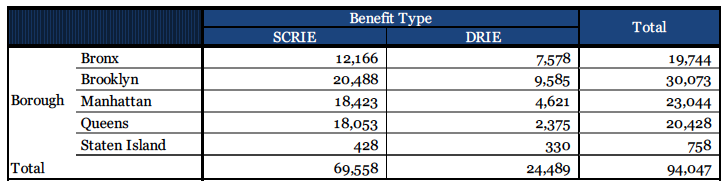 Benefit Type
SCRIE DRIE Total
Bronx 12,166 7,578 19,744
Brooklyn 20,488 9,585 30,073
Borough Manhattan 18,423 4,621 23,044
Queens 18,053 2,375 20,428
Staten Island 428 330 758
Total 69,558 24,489 94,047